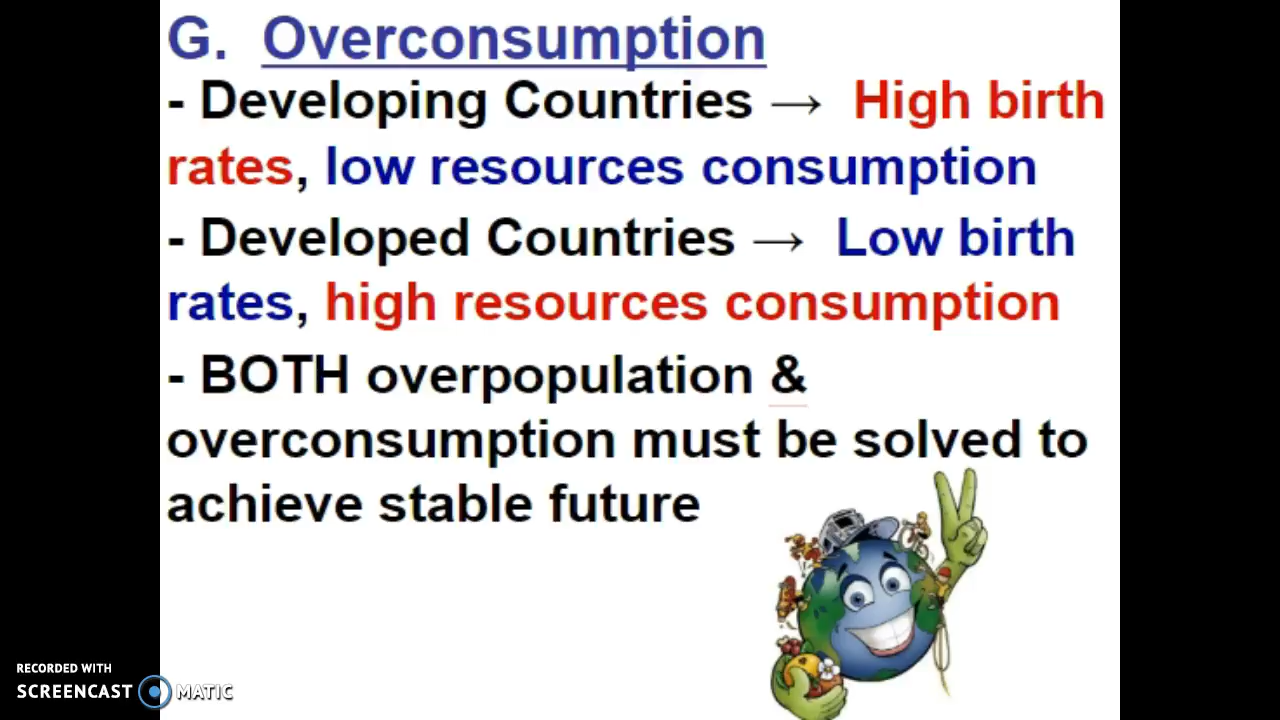 G. Overconsumption
- Developing Countries → High birth
rates, low resources consumption
- Developed Countries → Low birth
rates, high resources consumption
- BOTH overpopulation &
overconsumption must be solved to
achieve stable future
RECORDED WITH
SCREENCAST MATIC